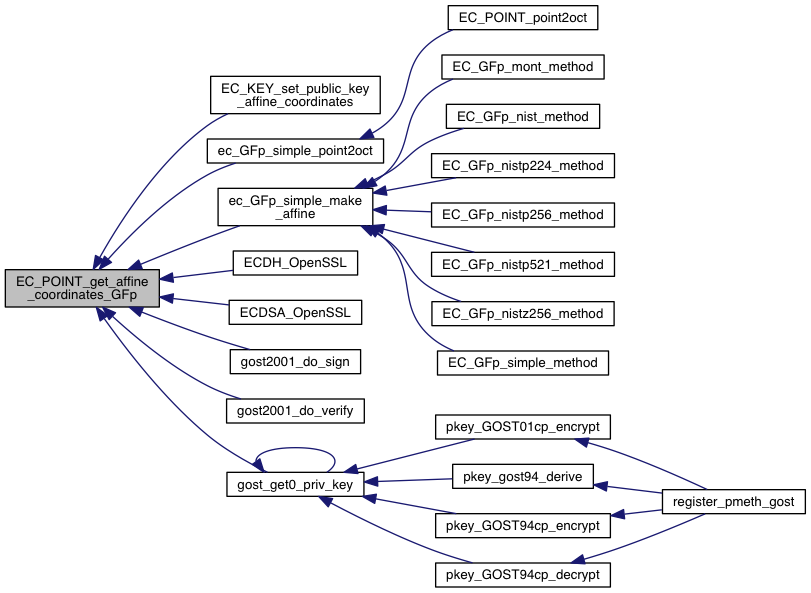 EC_POINT_point2oct
EC_GFp_mont_method
EC_KEY_set_public_key
_affine_coordinates
EC_GFp_nist_method
ec_GFp_simple_point2oct
EC_GFp_nistp224_method
ec_GFp_simple_make
_affine
EC_GFp_nistp256_method
ECDH_OpenSSL
EC_GFp_nistp521_method
EC_POINT_get_affine
_coordinates_GFp
ECDSA_OpenSSL
EC_GFp_nistz256_method
gost2001_do_sign
EC_GFp_simple_method
gost2001_do_verify
pkey_GOST01cp_encrypt
gost_get0_priv_key
pkey_gost94_derive
register_pmeth_gost
pkey_GOST94cp_encrypt
pkey_GOST94cp_decrypt